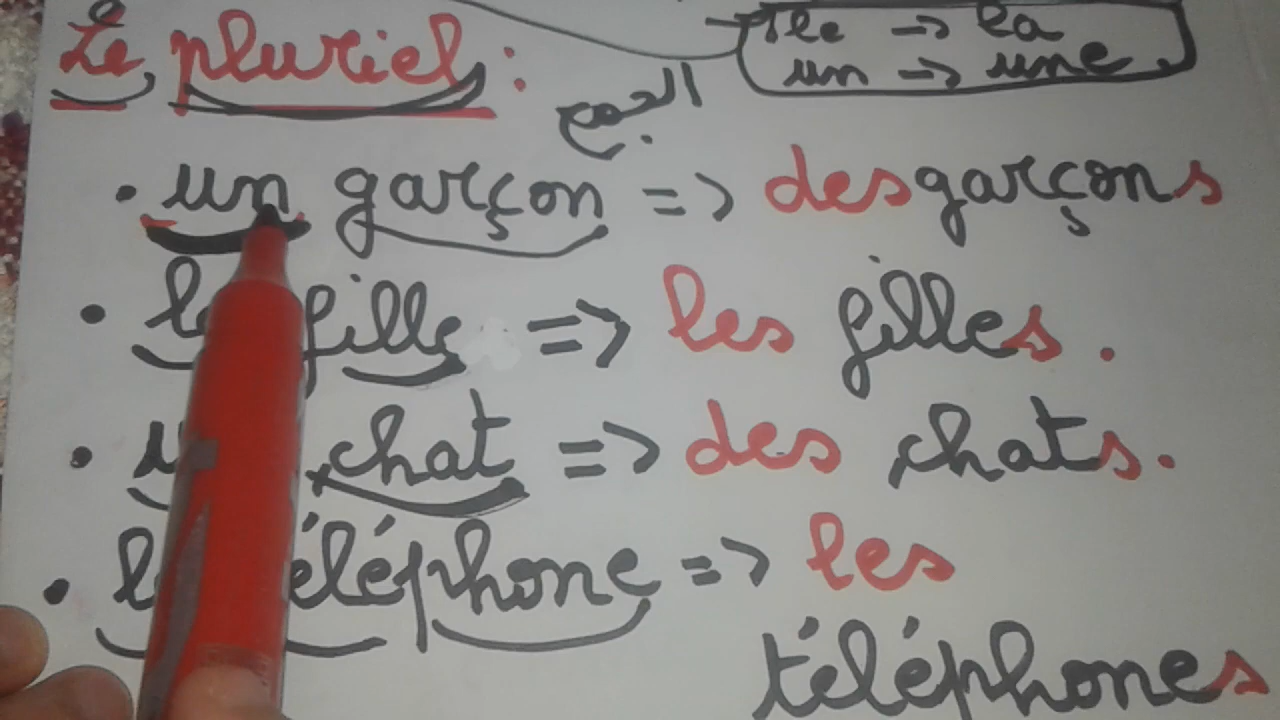 le => la
un => une.
Le pluriel:
الجمع
• un garçon => des garçons
• fille => les filles.
• chat => des chats.
• téléphone => les
téléphones